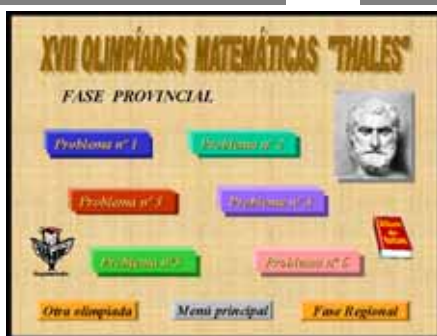 XVII OLIMPÍADAS MATEMÁTICAS "THALES"
FASE PROVINCIAL
Problema nº 1
Problema nº 2
Problema nº 3
Problema nº 4
Problema nº 5
Problema nº 6
Otra olimpiada
Menú principal
Fase Regional